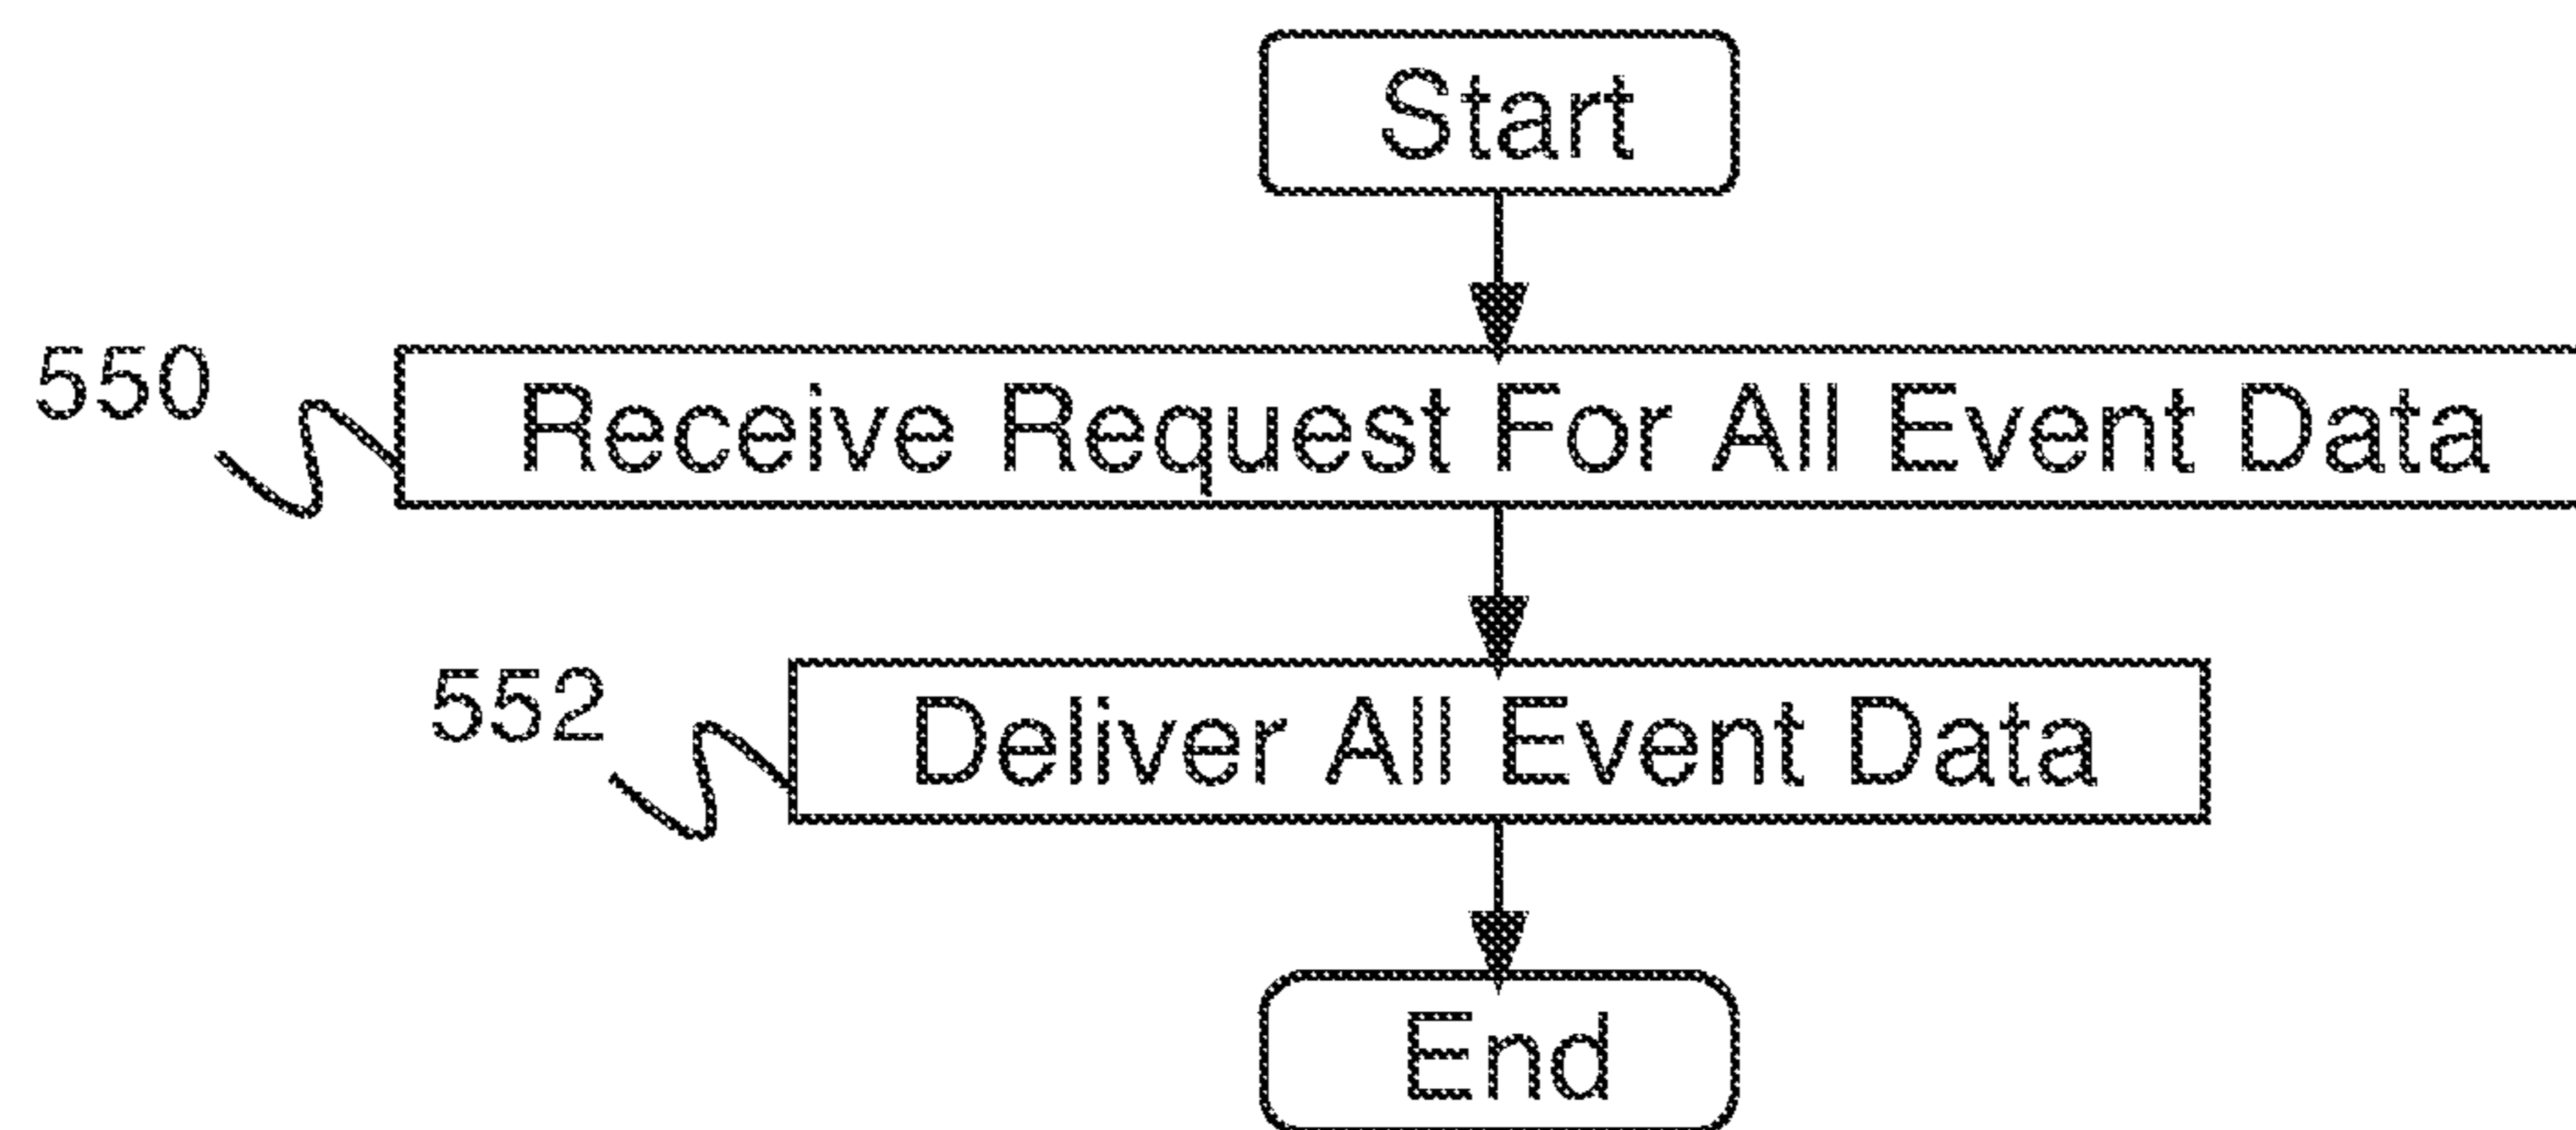 Start
550
Receive Request For All Event Data
552
Deliver All Event Data
End